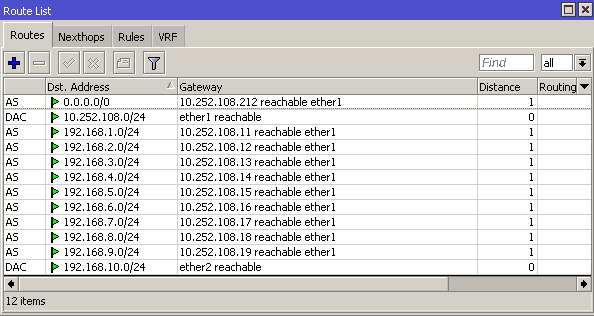 Route List
Routes Nexthops Rules VRF
Find all
Dst. Address Gateway Distance Routing
AS 0.0.0.0/0 10.252.108.212 reachable ether1 1
DAC 10.252.108.0/24 ether1 reachable 0
AS 192.168.1.0/24 10.252.108.11 reachable ether1 1
AS 192.168.2.0/24 10.252.108.12 reachable ether1 1
AS 192.168.3.0/24 10.252.108.13 reachable ether1 1
AS 192.168.4.0/24 10.252.108.14 reachable ether1 1
AS 192.168.5.0/24 10.252.108.15 reachable ether1 1
AS 192.168.6.0/24 10.252.108.16 reachable ether1 1
AS 192.168.7.0/24 10.252.108.17 reachable ether1 1
AS 192.168.8.0/24 10.252.108.18 reachable ether1 1
AS 192.168.9.0/24 10.252.108.19 reachable ether1 1
DAC 192.168.10.0/24 ether2 reachable 0
12 items